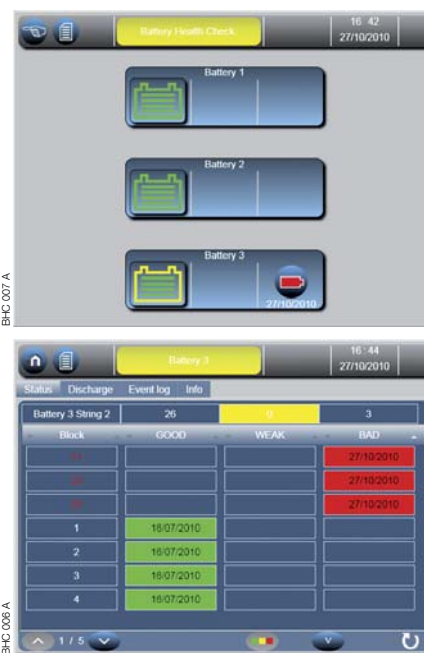 Battery Health Check
16:42
27/10/2010
Battery 1
Battery 2
Battery 3
27/10/2010
BHC 007 A
Battery 3
16:44
27/10/2010
Status Discharge Event log Info
Battery 3 String 2 26 0 3
Block GOOD WEAK BAD
27/10/2010
27/10/2010
27/10/2010
1 16/07/2010
2 16/07/2010
3 16/07/2010
4 16/07/2010
1 / 5
BHC 006 A